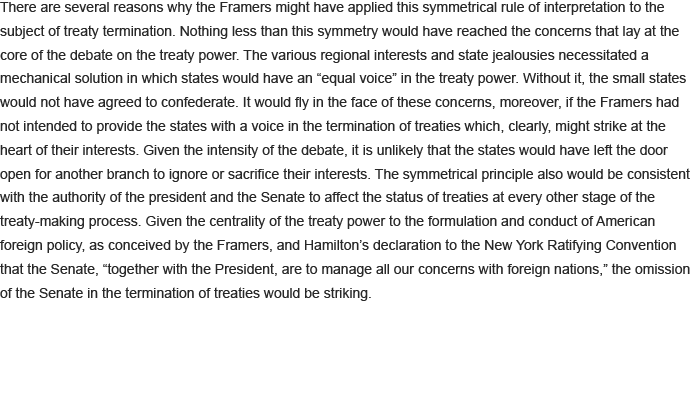 There are several reasons why the Framers might have applied this symmetrical rule of interpretation to the
subject of treaty termination. Nothing less than this symmetry would have reached the concerns that lay at the
core of the debate on the treaty power. The various regional interests and state jealousies necessitated a
mechanical solution in which states would have an “equal voice” in the treaty power. Without it, the small states
would not have agreed to confederate. It would fly in the face of these concerns, moreover, if the Framers had
not intended to provide the states with a voice in the termination of treaties which, clearly, might strike at the
heart of their interests. Given the intensity of the debate, it is unlikely that the states would have left the door
open for another branch to ignore or sacrifice their interests. The symmetrical principle also would be consistent
with the authority of the president and the Senate to affect the status of treaties at every other stage of the
treaty-making process. Given the centrality of the treaty power to the formulation and conduct of American
foreign policy, as conceived by the Framers, and Hamilton’s declaration to the New York Ratifying Convention
that the Senate, “together with the President, are to manage all our concerns with foreign nations,” the omission
of the Senate in the termination of treaties would be striking.